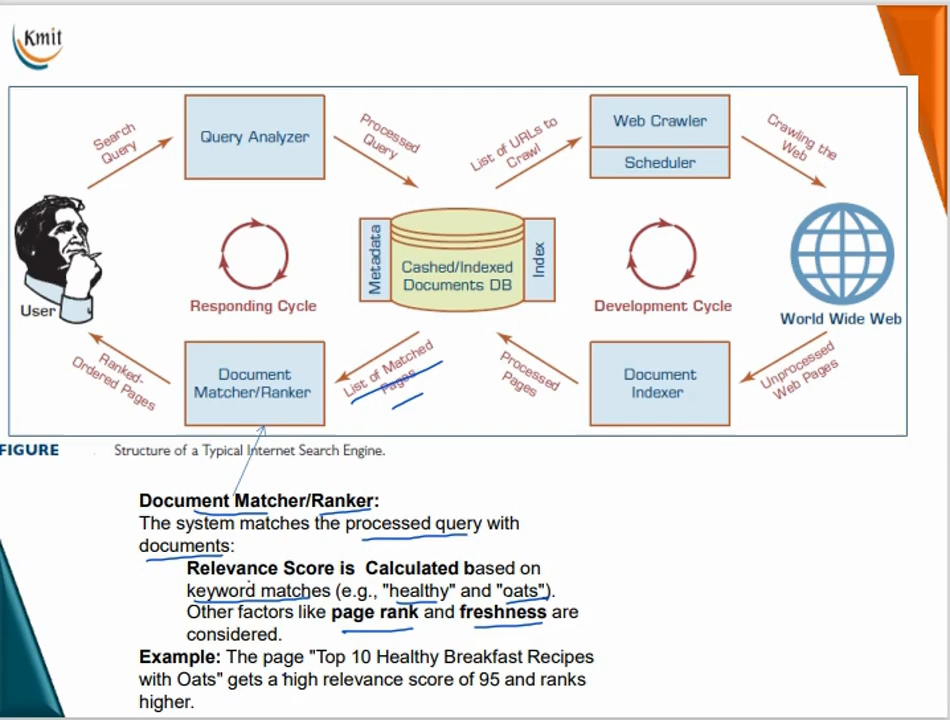 Kmit
Search
Query
Query Analyzer
Processed
Query
List of URLs to
Crawl
Web Crawler
Scheduler
Crawling the
Web
User
Responding Cycle
Metadata
Cashed/Indexed
Documents DB
Index
Development Cycle
World Wide Web
Ranked-
Ordered Pages
Document
Matcher/Ranker
List of Matched
Pages
Processed
Pages
Document
Indexer
Unprocessed
Web Pages
FIGURE Structure of a Typical Internet Search Engine.
Document Matcher/Ranker:
The system matches the processed query with
documents:
Relevance Score is Calculated based on
keyword matches (e.g., "healthy" and "oats").
Other factors like page rank and freshness are
considered.
Example: The page "Top 10 Healthy Breakfast Recipes
with Oats" gets a high relevance score of 95 and ranks
higher.